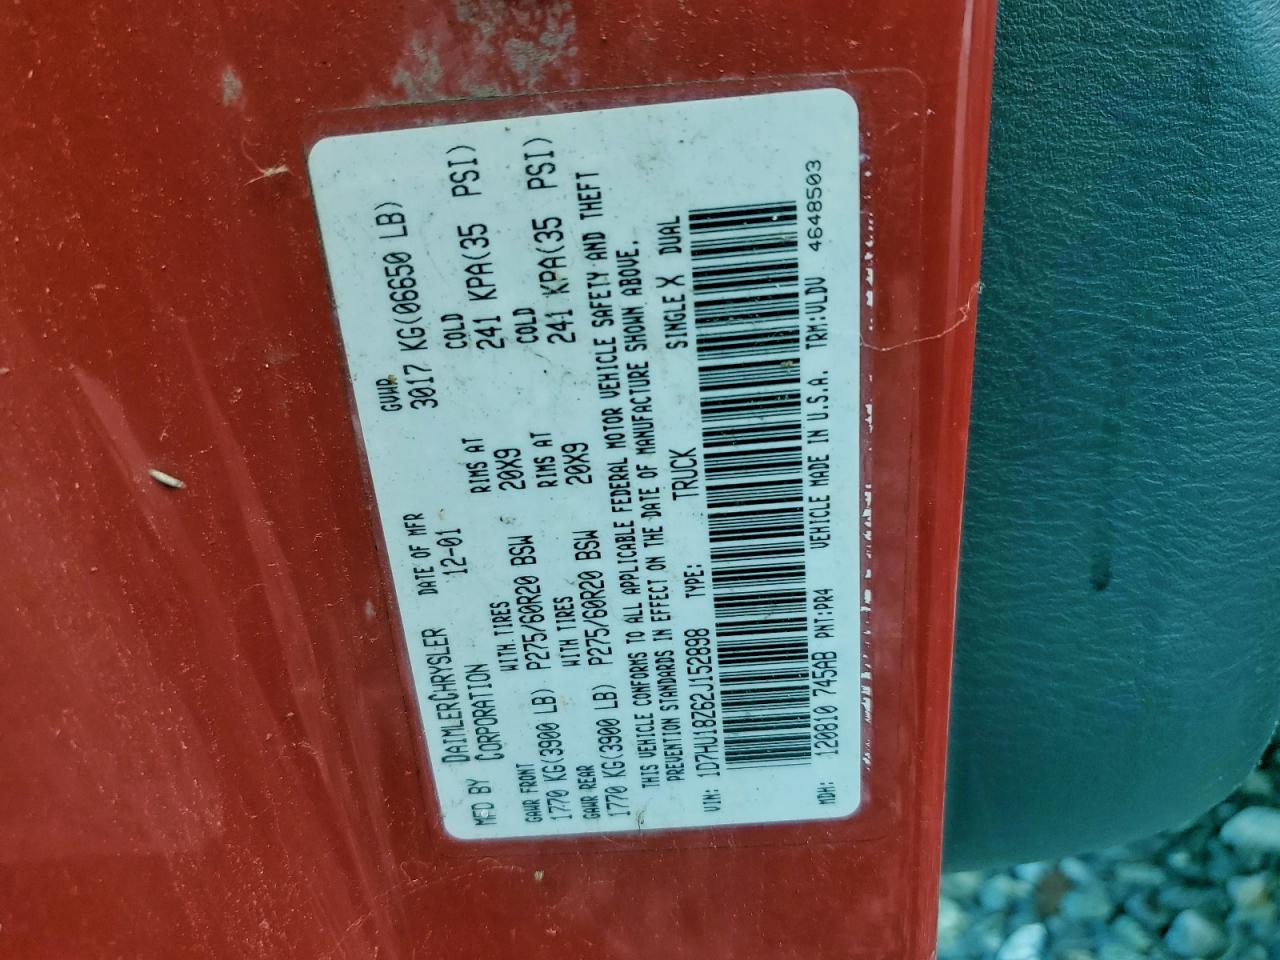 MFD BY DAIMLERCHRYSLER CORPORATION DATE OF MFR 12-01 GVWR 3017 KG(06650 LB)
GAWR FRONT WITH TIRES RIMS AT COLD
1770 KG(3900 LB) P275/60R20 BSW 20X9 241 KPA(35 PSI)
GAWR REAR WITH TIRES RIMS AT COLD
1770 KG(3900 LB) P275/60R20 BSW 20X9 241 KPA(35 PSI)
THIS VEHICLE CONFORMS TO ALL APPLICABLE FEDERAL MOTOR VEHICLE SAFETY AND THEFT
PREVENTION STANDARDS IN EFFECT ON THE DATE OF MANUFACTURE SHOWN ABOVE.
VIN: 1D7HU18Z62J152898 TYPE: TRUCK SINGLE X DUAL
MDH: 120810 745AB PNT:PR4 VEHICLE MADE IN U.S.A. TRM:VLDV 4648503